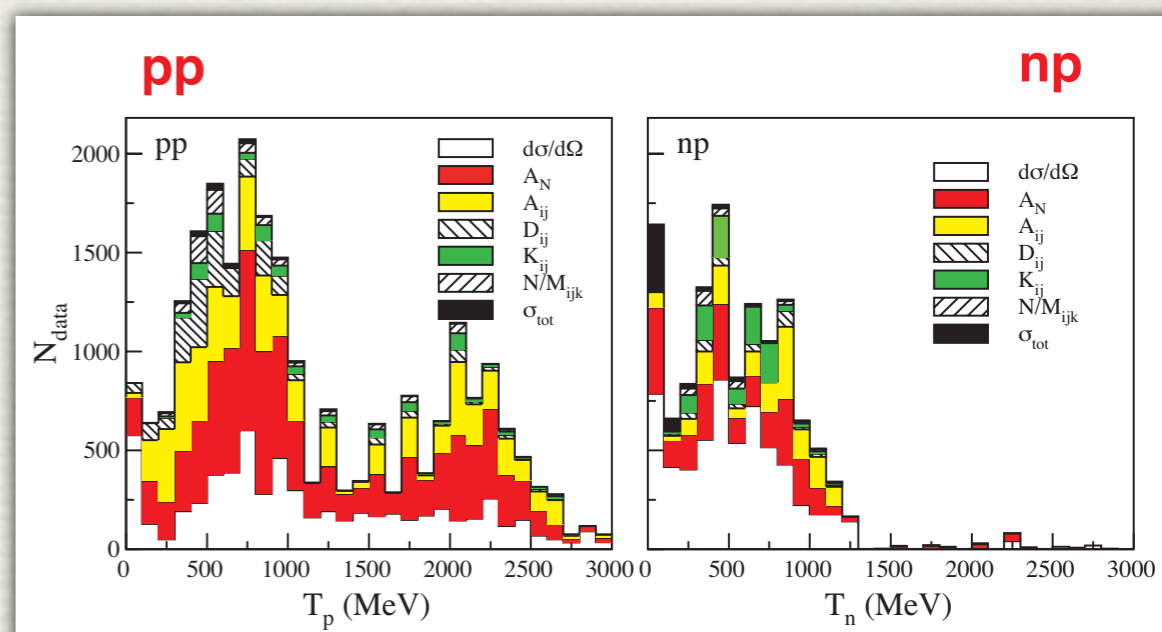 pp
np
pp
dσ/dΩ
A_N
A_ij
D_ij
K_ij
N/M_ijk
σ_tot
N_data
2000
1500
1000
500
0
0 500 1000 1500 2000 2500 3000
T_p (MeV)
np
dσ/dΩ
A_N
A_ij
D_ij
K_ij
N/M_ijk
σ_tot
0 500 1000 1500 2000 2500 3000
T_n (MeV)